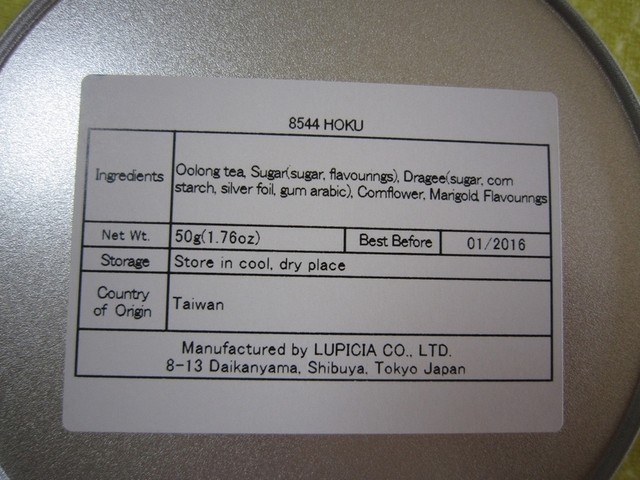 8544 HOKU
Ingredients
Oolong tea, Sugar(sugar, flavourings), Dragee(sugar, corn
starch, silver foil, gum arabic), Cornflower, Marigold, Flavourings
Net Wt. 50g(1.76oz) Best Before 01/2016
Storage Store in cool, dry place
Country
of Origin
Taiwan
Manufactured by LUPICIA CO., LTD.
8-13 Daikanyama, Shibuya, Tokyo Japan